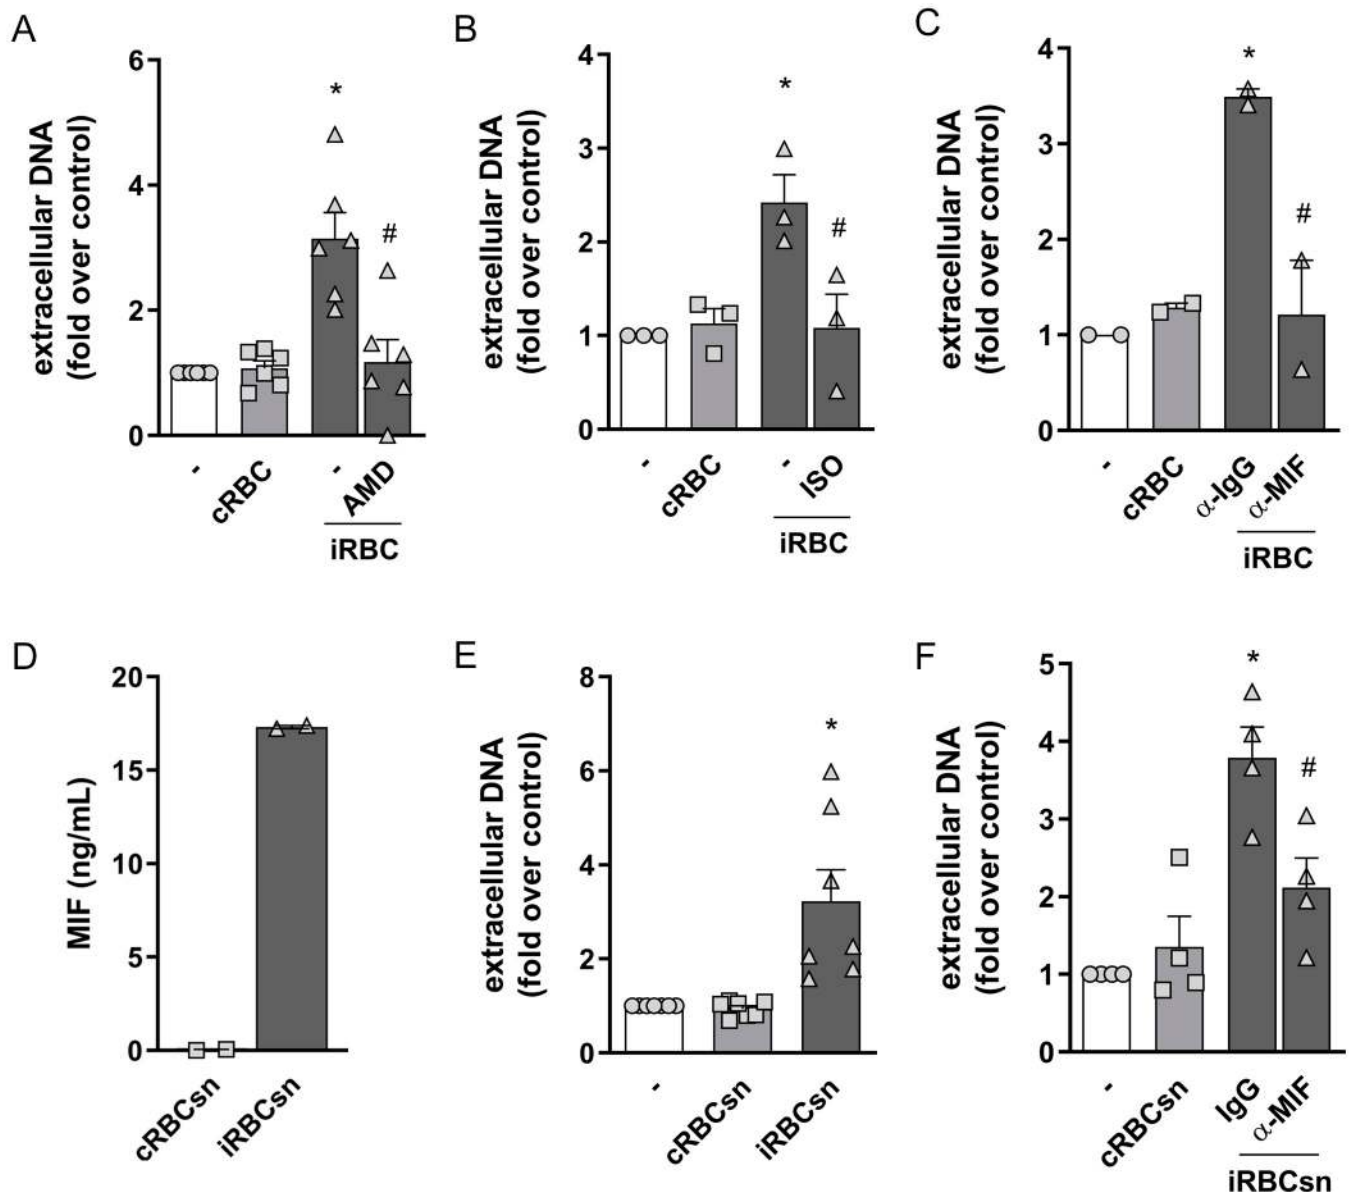 A
extracellular DNA
(fold over control)
6
4
2
0
*
#
-
cRBC
-
AMD
iRBC
B
extracellular DNA
(fold over control)
4
3
2
1
0
*
#
-
cRBC
-
ISO
iRBC
C
extracellular DNA
(fold over control)
4
3
2
1
0
*
#
-
cRBC
α-IgG
α-MIF
iRBC
D
MIF (ng/mL)
20
15
10
5
0
cRBCsn
iRBCsn
E
extracellular DNA
(fold over control)
8
6
4
2
0
*
-
cRBCsn
iRBCsn
F
extracellular DNA
(fold over control)
5
4
3
2
1
0
*
#
-
cRBCsn
IgG
α-MIF
iRBCsn